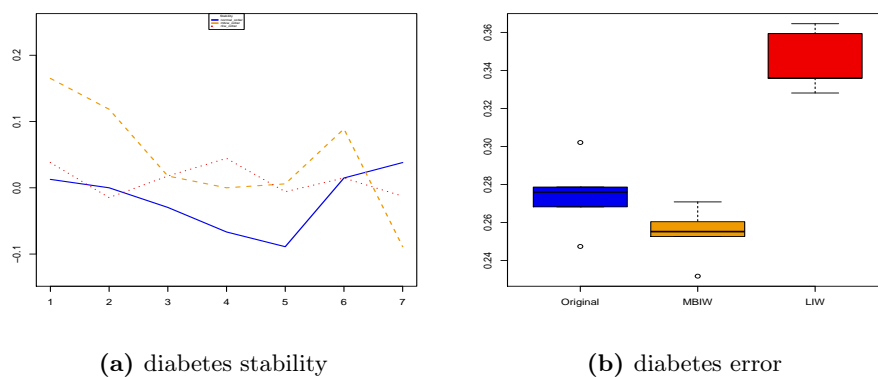 Stability
0.2
0.1
0.0
−0.1
1 2 3 4 5 6 7
0.36
0.34
0.32
0.30
0.28
0.26
0.24
Original MBIW LIW
(a) diabetes stability
(b) diabetes error